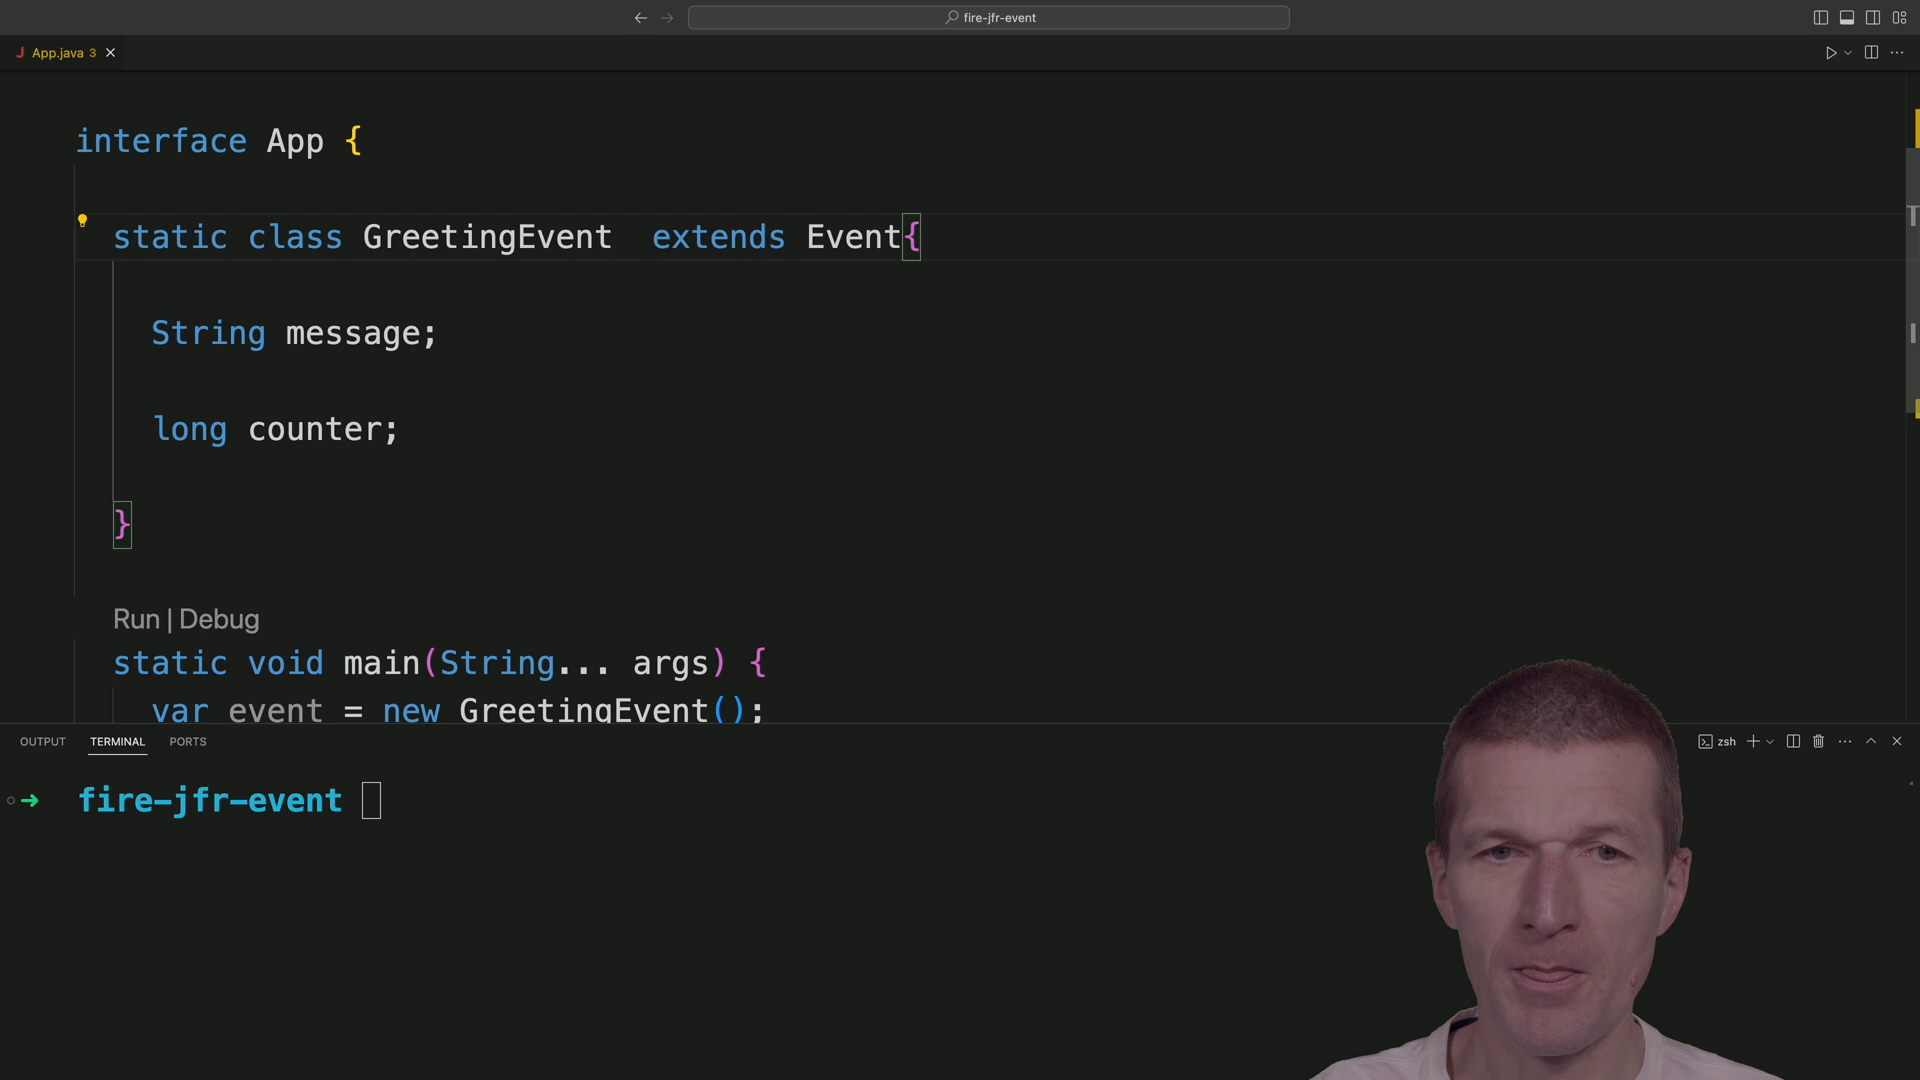 fire-jfr-event
J App.java 3
interface App {
static class GreetingEvent  extends Event{
String message;
long counter;
}
Run | Debug
static void main(String... args) {
var event = new GreetingEvent();
OUTPUT TERMINAL PORTS
zsh
➜ fire-jfr-event